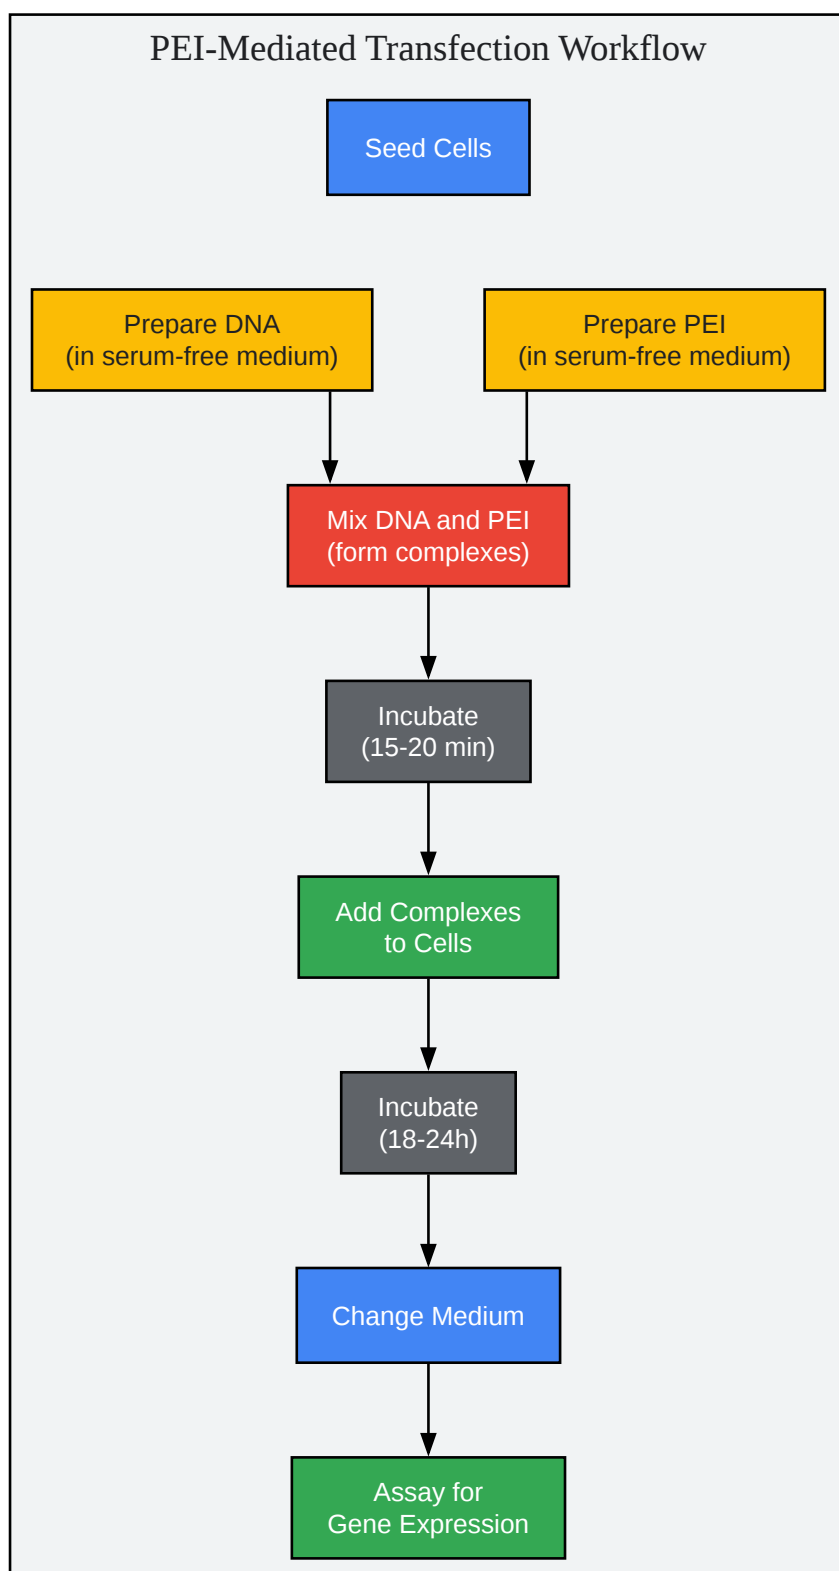 PEI-Mediated Transfection Workflow
Seed Cells
Prepare DNA
(in serum-free medium)
Prepare PEI
(in serum-free medium)
Mix DNA and PEI
(form complexes)
Incubate
(15-20 min)
Add Complexes
to Cells
Incubate
(18-24h)
Change Medium
Assay for
Gene Expression